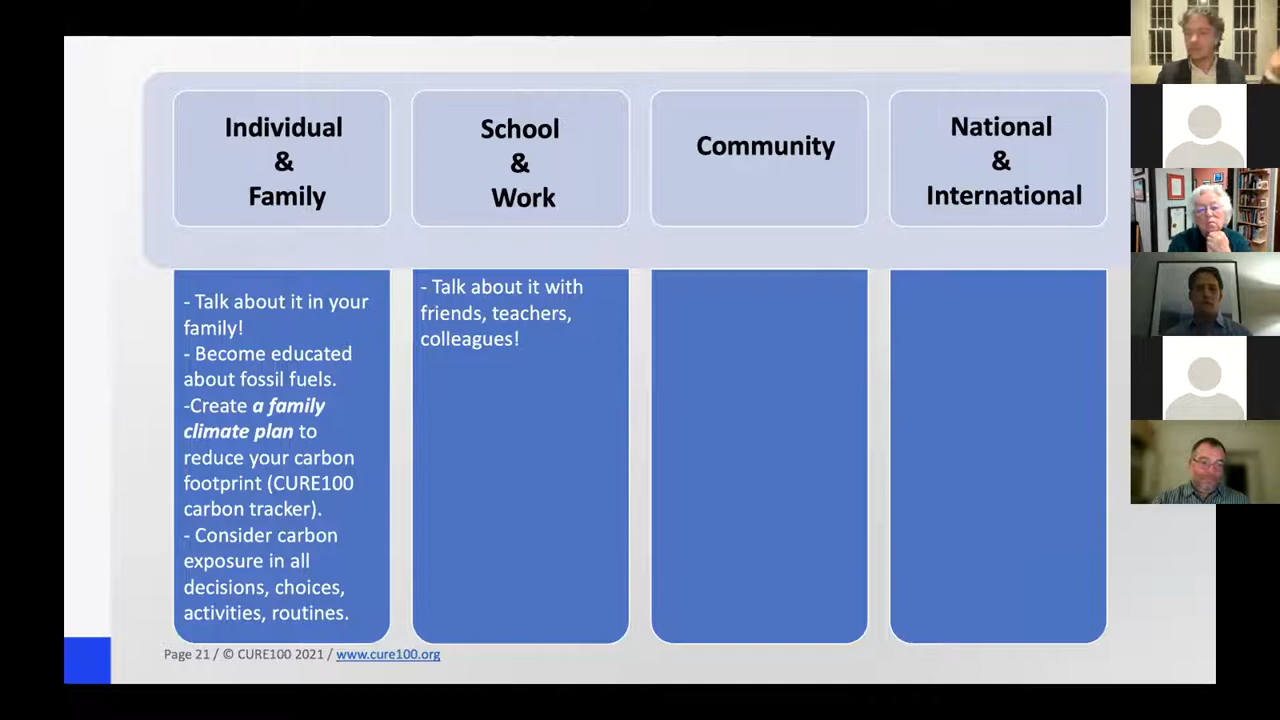 Individual
&
Family
School
&
Work
Community
National
&
International
- Talk about it in your
family!
- Become educated
about fossil fuels.
-Create a family
climate plan to
reduce your carbon
footprint (CURE100
carbon tracker).
- Consider carbon
exposure in all
decisions, choices,
activities, routines.
- Talk about it with
friends, teachers,
colleagues!
Page 21 / © CURE100 2021 / www.cure100.org